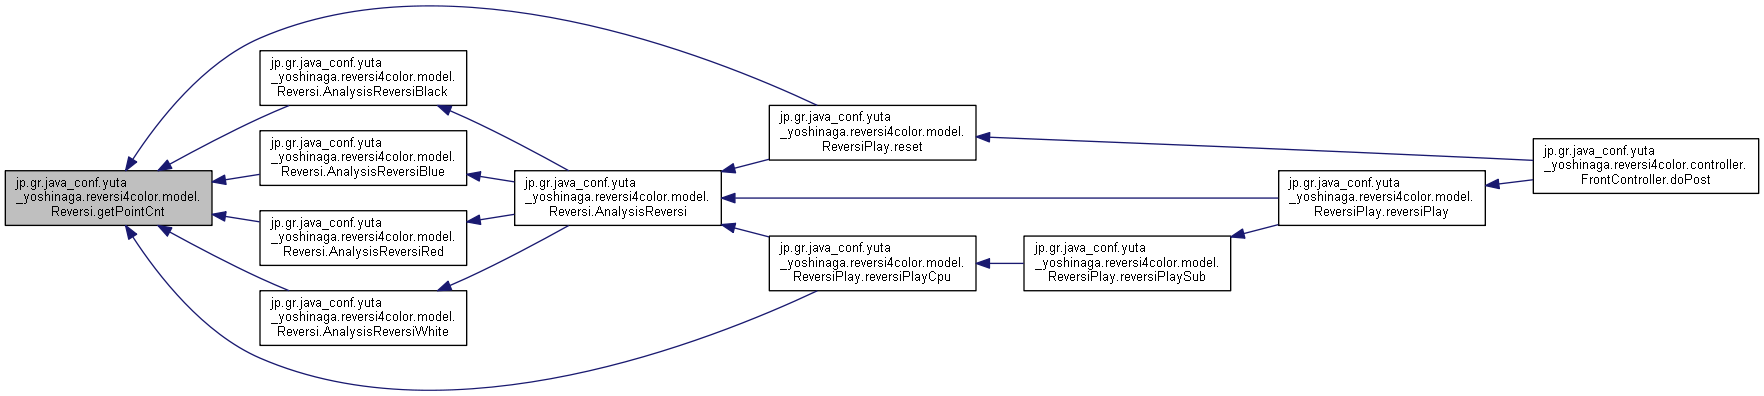 jp.gr.java_conf.yuta
_yoshinaga.reversi4color.model.
Reversi.getPointCnt
jp.gr.java_conf.yuta
_yoshinaga.reversi4color.model.
Reversi.AnalysisReversiBlack
jp.gr.java_conf.yuta
_yoshinaga.reversi4color.model.
Reversi.AnalysisReversiBlue
jp.gr.java_conf.yuta
_yoshinaga.reversi4color.model.
Reversi.AnalysisReversiRed
jp.gr.java_conf.yuta
_yoshinaga.reversi4color.model.
Reversi.AnalysisReversiWhite
jp.gr.java_conf.yuta
_yoshinaga.reversi4color.model.
Reversi.AnalysisReversi
jp.gr.java_conf.yuta
_yoshinaga.reversi4color.model.
ReversiPlay.reset
jp.gr.java_conf.yuta
_yoshinaga.reversi4color.model.
ReversiPlay.reversiPlayCpu
jp.gr.java_conf.yuta
_yoshinaga.reversi4color.model.
ReversiPlay.reversiPlaySub
jp.gr.java_conf.yuta
_yoshinaga.reversi4color.model.
ReversiPlay.reversiPlay
jp.gr.java_conf.yuta
_yoshinaga.reversi4color.controller.
FrontController.doPost